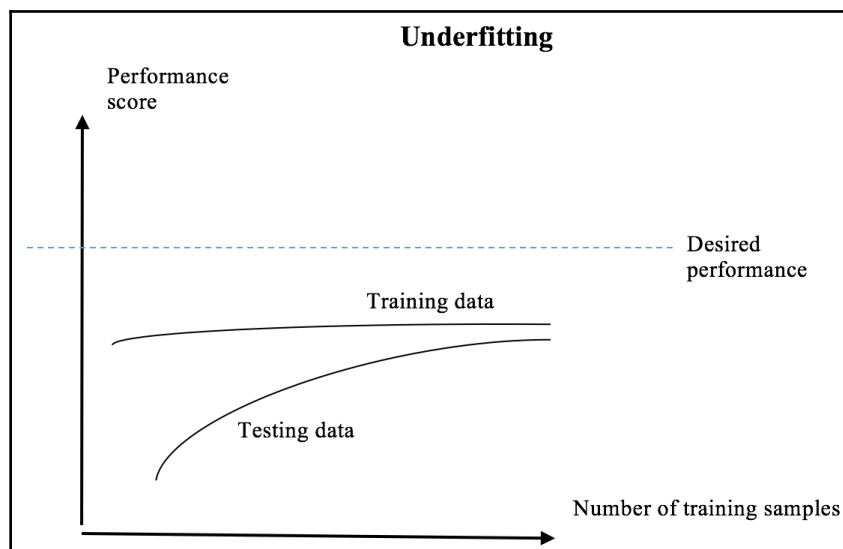 Underfitting
Performance
score
Desired
performance
Training data
Testing data
Number of training samples